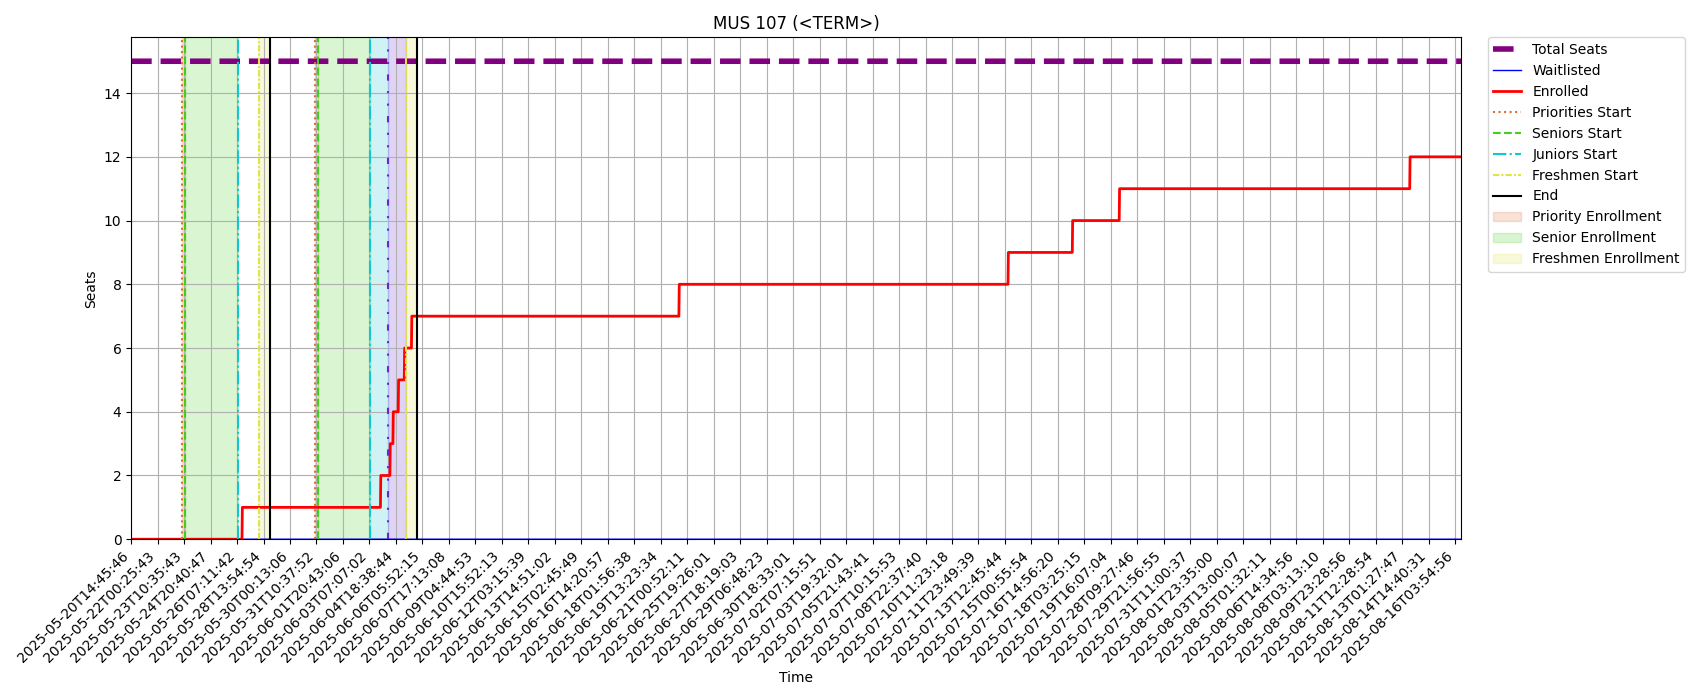 MUS 107 (<TERM>)
Total Seats
Waitlisted
Enrolled
Priorities Start
Seniors Start
Juniors Start
Freshmen Start
End
Priority Enrollment
Senior Enrollment
Freshmen Enrollment
Seats
14
12
10
8
6
4
2
0
2025-05-20T14:45:46
2025-05-22T00:25:43
2025-05-23T10:35:43
2025-05-24T20:40:47
2025-05-26T07:11:42
2025-05-28T13:54:54
2025-05-30T00:13:06
2025-05-31T10:37:52
2025-06-01T20:43:06
2025-06-03T07:07:02
2025-06-04T18:38:44
2025-06-06T05:52:15
2025-06-07T17:13:08
2025-06-09T04:44:53
2025-06-10T15:52:13
2025-06-12T03:15:39
2025-06-13T14:51:02
2025-06-15T02:45:49
2025-06-16T14:20:57
2025-06-18T01:56:38
2025-06-19T13:23:34
2025-06-21T00:52:11
2025-06-25T19:26:01
2025-06-27T18:19:03
2025-06-29T06:48:23
2025-06-30T18:33:01
2025-07-02T07:15:51
2025-07-03T19:32:01
2025-07-05T21:43:41
2025-07-07T10:15:53
2025-07-08T22:37:40
2025-07-10T11:23:18
2025-07-11T23:49:39
2025-07-13T12:45:44
2025-07-15T00:55:54
2025-07-16T14:56:20
2025-07-18T03:25:15
2025-07-19T16:07:04
2025-07-28T09:27:46
2025-07-29T21:56:55
2025-07-31T11:00:37
2025-08-01T23:35:00
2025-08-03T13:00:07
2025-08-05T01:32:11
2025-08-06T14:34:56
2025-08-08T03:13:10
2025-08-09T23:28:56
2025-08-11T12:28:54
2025-08-13T01:27:47
2025-08-14T14:40:31
2025-08-16T03:54:56
Time